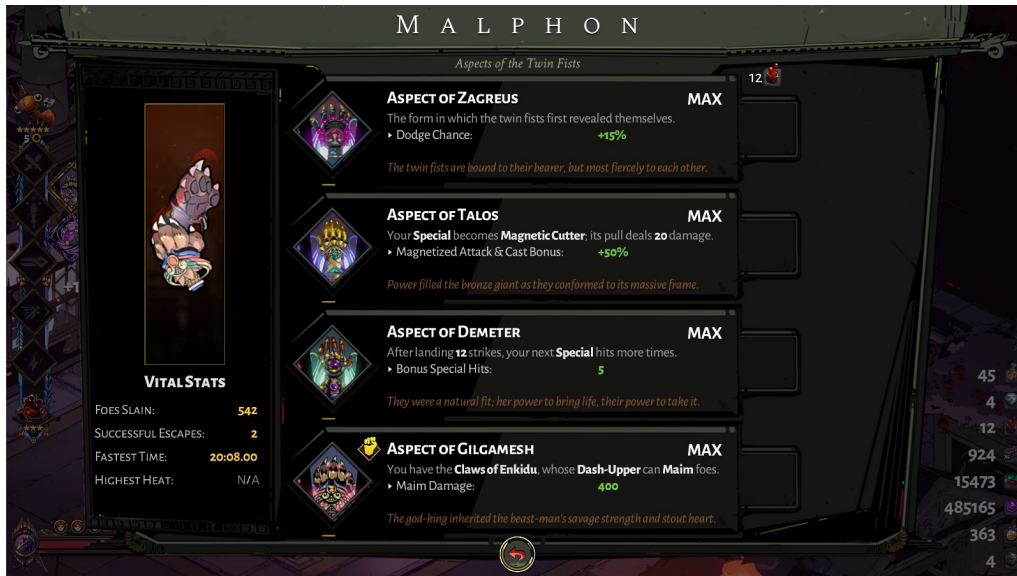 MALPHON
Aspects of the Twin Fists
12
ASPECT OF ZAGREUS MAX
The form in which the twin fists first revealed themselves.
Dodge Chance: +15%
The twin fists are bound to their bearer, but most fiercely to each other.
ASPECT OF TALOS MAX
Your Special becomes Magnetic Cutter; its pull deals 20 damage.
Magnetized Attack & Cast Bonus: +50%
Power filled the bronze giant as they conformed to its massive frame.
ASPECT OF DEMETER MAX
After landing 12 strikes, your next Special hits more times.
Bonus Special Hits: 5
They were a natural fit; her power to bring life, their power to take it.
ASPECT OF GILGAMESH MAX
You have the Claws of Enkidu, whose Dash-Upper can Maim foes.
Maim Damage: 400
The god-king inherited the beast-man's savage strength and stout heart.
VITAL STATS
FOES SLAIN: 542
SUCCESSFUL ESCAPES: 2
FASTEST TIME: 20:08.00
HIGHEST HEAT: N/A
5
+1
45
4
12
924
15473
485165
363
4